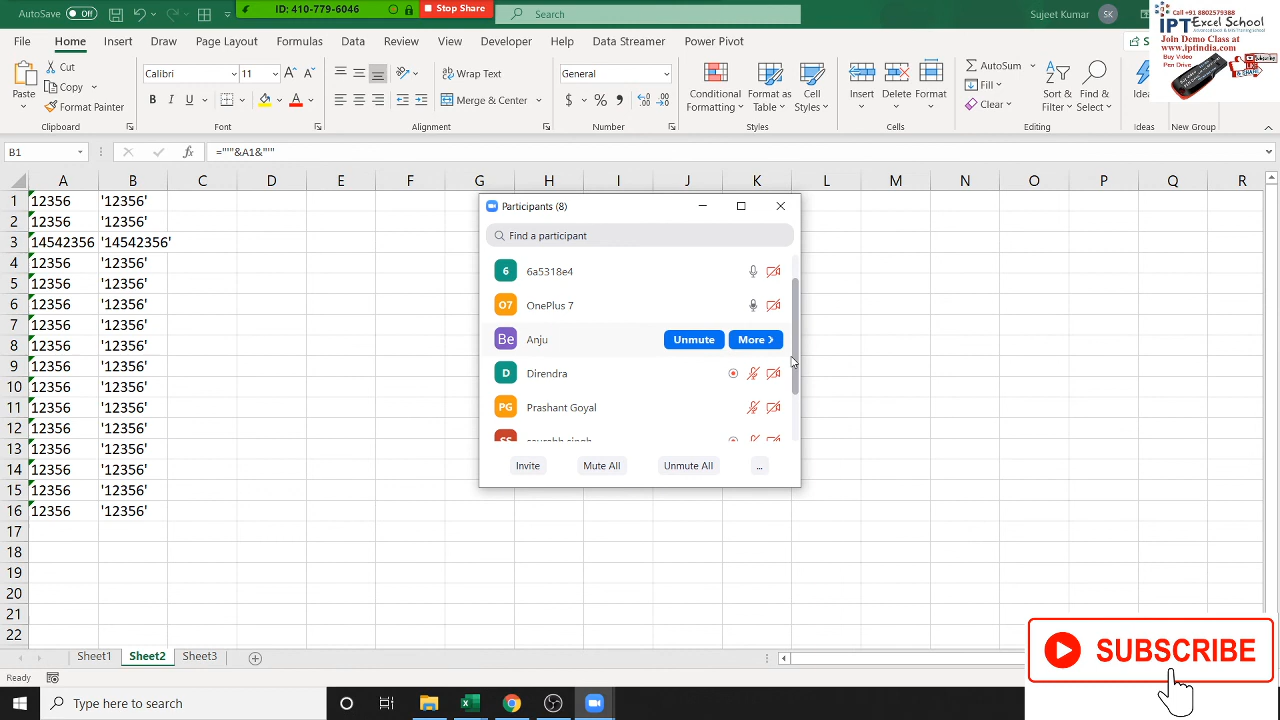 AutoSave Off
ID: 410-779-6046 Stop Share
Search
Sujeet Kumar SK
File Home Insert Draw Page Layout Formulas Data Review View Developer Help Data Streamer Power Pivot
Cut
Copy
Format Painter
Paste
Clipboard
Calibri 11
B I U
Font
Wrap Text
Merge & Center
Alignment
General
$ % ,
Number
Conditional Formatting
Format as Table
Cell Styles
Styles
Insert Delete Format
Cells
AutoSum
Fill
Clear
Sort & Filter
Find & Select
Editing
Ideas
Ideas
New Group
Call +91 8802579388
IPT Excel School
Join Demo Class at
www.iptindia.com
Buy Video
Pen Drive
B1 fx ="'"&A1&"'"
A B C D E F G H I J K L M N O P Q R
1 12356 '12356'
2 12356 '12356'
3 14542356 '14542356'
4 12356 '12356'
5 12356 '12356'
6 12356 '12356'
7 12356 '12356'
8 12356 '12356'
9 12356 '12356'
10 12356 '12356'
11 12356 '12356'
12 12356 '12356'
13 12356 '12356'
14 12356 '12356'
15 12356 '12356'
16 12356 '12356'
17
18
19
20
21
22
Participants (8)
Find a participant
6 6a5318e4
O7 OnePlus 7
Be Anju Unmute More >
D Direndra
PG Prashant Goyal
SS saurabh singh
Invite Mute All Unmute All ...
Sheet1 Sheet2 Sheet3
Ready
SUBSCRIBE
Type here to search